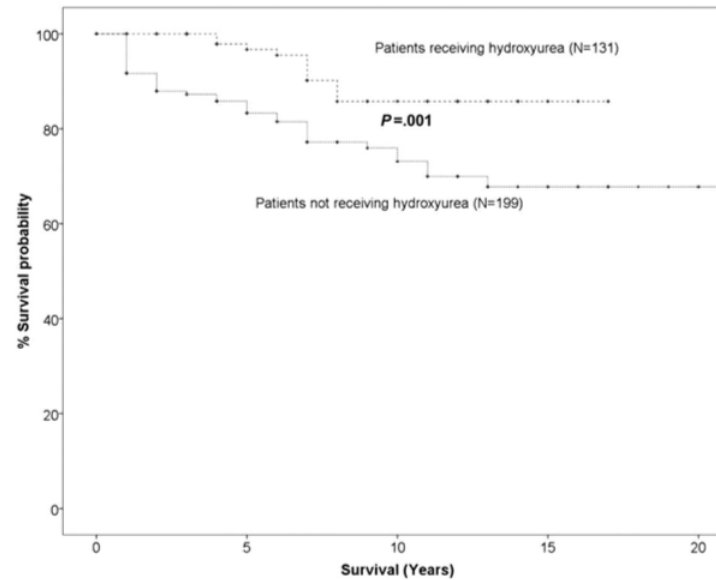 100
80
60
40
20
0
% Survival probability
Patients receiving hydroxyurea (N=131)
P=.001
Patients not receiving hydroxyurea (N=199)
0 5 10 15 20
Survival (Years)